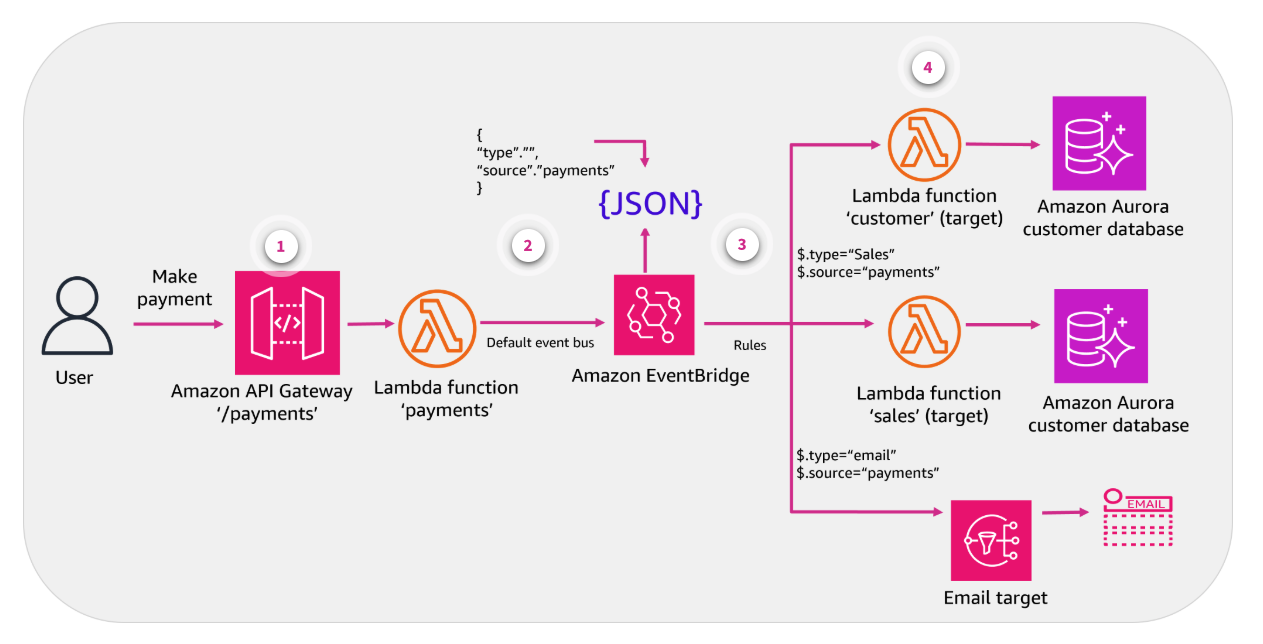 4
{
“type”.””,
“source”.”payments”
}
{JSON}
1
2
3
Make
payment
User
Amazon API Gateway
‘/payments’
Lambda function
‘payments’
Default event bus
Amazon EventBridge
Rules
Lambda function
‘customer’ (target)
Amazon Aurora
customer database
$.type=“Sales”
$.source=“payments”
Lambda function
‘sales’ (target)
Amazon Aurora
customer database
$.type=“email”
$.source=“payments”
EMAIL
Email target